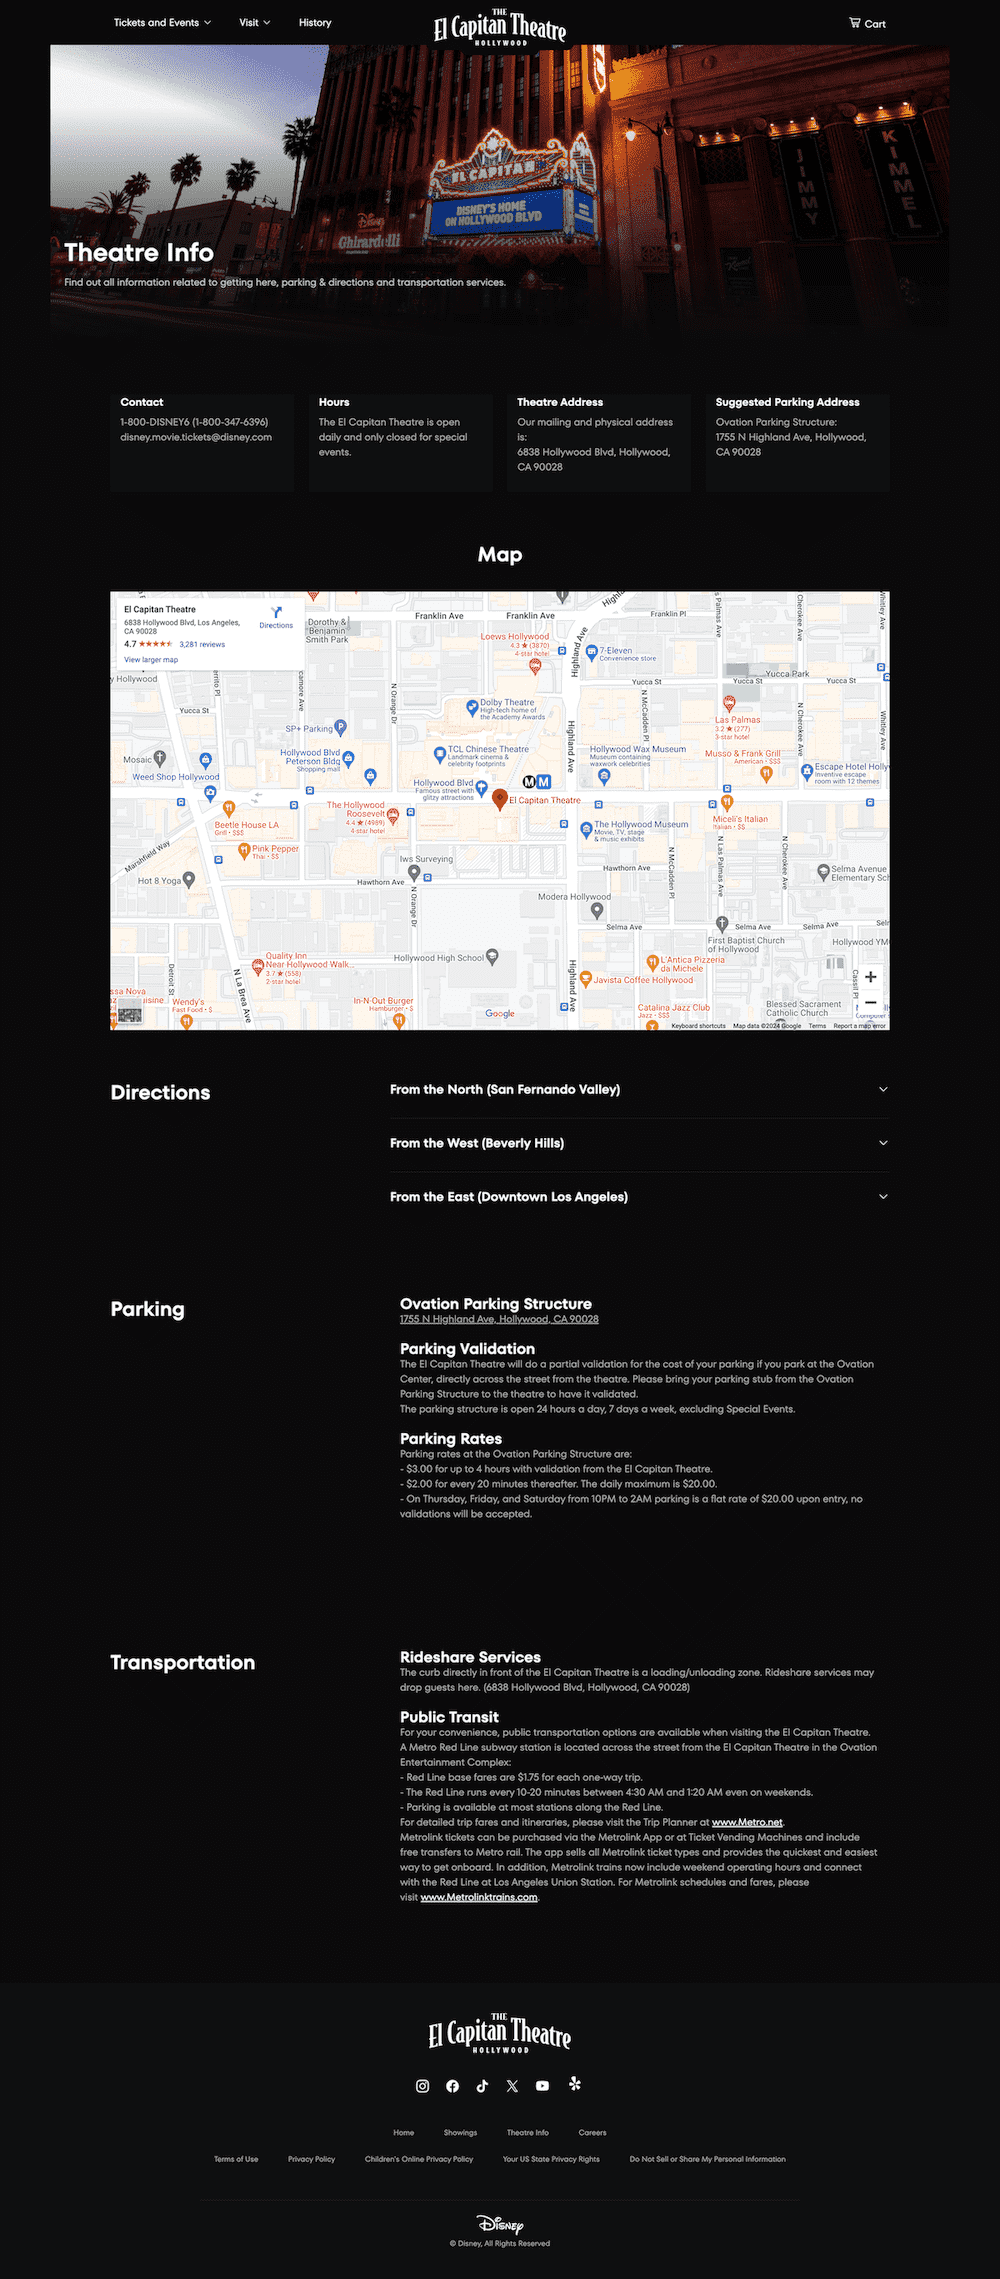 Tickets and Events
Visit
History
THE
El Capitan Theatre
HOLLYWOOD
Cart
EL CAPITAN
DISNEY'S HOME
ON HOLLYWOOD BLVD
Disney
Ghirardelli
JIMMY
KIMMEL
Theatre Info
Find out all information related to getting here, parking & directions and transportation services.
Contact
1-800-DISNEY6 (1-800-347-6396)
disney.movie.tickets@disney.com
Hours
The El Capitan Theatre is open
daily and only closed for special
events.
Theatre Address
Our mailing and physical address
is:
6838 Hollywood Blvd, Hollywood,
CA 90028
Suggested Parking Address
Ovation Parking Structure:
1755 N Highland Ave, Hollywood,
CA 90028
Map
El Capitan Theatre
6838 Hollywood Blvd, Los Angeles,
CA 90028
4.7
3,281 reviews
View larger map
Directions
Dorothy &
Benjamin
Smith Park
Franklin Ave
Franklin Ave
Franklin Pl
Highland Ave
Loews Hollywood
4.3 ★ (3870)
4-star hotel
7-Eleven
Convenience store
Yucca St
Yucca St
Yucca Park
Yucca St
N Orange Dr
N McCadden Pl
N Cherokee Ave
Whitley Ave
Whitley Ave
SP+ Parking
Dolby Theatre
High-tech home of
the Academy Awards
Las Palmas
3.2 ★ (277)
3-star hotel
Mosaic
Hollywood Blvd
Peterson Bldg
Shopping mall
TCL Chinese Theatre
Landmark cinema &
celebrity footprints
Highland Ave
Hollywood Wax Museum
Museum containing
waxwork celebrities
Musso & Frank Grill
American • $$$
Weed Shop Hollywood
Hollywood Blvd
Famous street with
glitzy attractions
Escape Hotel Holly
Inventive escape
room with 12 themes
El Capitan Theatre
The Hollywood
Roosevelt
4.4 ★ (4989)
4-star hotel
Beetle House LA
Grill • $$$
The Hollywood Museum
Movie, TV, stage
& music exhibits
Miceli's Italian
Italian • $$
Marshfield Way
Pink Pepper
Thai • $$
Iws Surveying
Hot 8 Yoga
Hawthorn Ave
Hawthorn Ave
N Orange Dr
N McCadden Pl
N Las Palmas Ave
N Cherokee Ave
Selma Avenue
Elementary Sch
Modera Hollywood
Selma Ave
Selma Ave
Selma Ave
Hollywood High School
First Baptist Church
of Hollywood
Hollywood YM
Quality Inn
Near Hollywood Walk...
3.7 ★ (558)
2-star hotel
Detroit St
N La Brea Ave
L'Antica Pizzeria
da Michele
Highland Ave
Javista Coffee Hollywood
Wendy's
Fast Food • $
In-N-Out Burger
Hamburger • $
Catalina Jazz Club
Jazz • $$$
Blessed Sacrament
Catholic Church
Google
Keyboard shortcuts
Map data ©2024 Google
Terms
Report a map error
Directions
From the North (San Fernando Valley)
From the West (Beverly Hills)
From the East (Downtown Los Angeles)
Parking
Ovation Parking Structure
1755 N Highland Ave, Hollywood, CA 90028
Parking Validation
The El Capitan Theatre will do a partial validation for the cost of your parking if you park at the Ovation
Center, directly across the street from the theatre. Please bring your parking stub from the Ovation
Parking Structure to the theatre to have it validated.
The parking structure is open 24 hours a day, 7 days a week, excluding Special Events.
Parking Rates
Parking rates at the Ovation Parking Structure are:
- $3.00 for up to 4 hours with validation from the El Capitan Theatre.
- $2.00 for every 20 minutes thereafter. The daily maximum is $20.00.
- On Thursday, Friday, and Saturday from 10PM to 2AM parking is a flat rate of $20.00 upon entry, no
validations will be accepted.
Transportation
Rideshare Services
The curb directly in front of the El Capitan Theatre is a loading/unloading zone. Rideshare services may
drop guests here. (6838 Hollywood Blvd, Hollywood, CA 90028)
Public Transit
For your convenience, public transportation options are available when visiting the El Capitan Theatre.
A Metro Red Line subway station is located across the street from the El Capitan Theatre in the Ovation
Entertainment Complex:
- Red Line base fares are $1.75 for each one-way trip.
- The Red Line runs every 10-20 minutes between 4:30 AM and 1:20 AM even on weekends.
- Parking is available at most stations along the Red Line.
For detailed trip fares and itineraries, please visit the Trip Planner at www.Metro.net.
Metrolink tickets can be purchased via the Metrolink App or at Ticket Vending Machines and include
free transfers to Metro rail. The app sells all Metrolink ticket types and provides the quickest and easiest
way to get onboard. In addition, Metrolink trains now include weekend operating hours and connect
with the Red Line at Los Angeles Union Station. For Metrolink schedules and fares, please
visit www.Metrolinktrains.com.
THE
El Capitan Theatre
HOLLYWOOD
Home
Showings
Theatre Info
Careers
Terms of Use
Privacy Policy
Children's Online Privacy Policy
Your US State Privacy Rights
Do Not Sell or Share My Personal Information
Disney
© Disney, All Rights Reserved